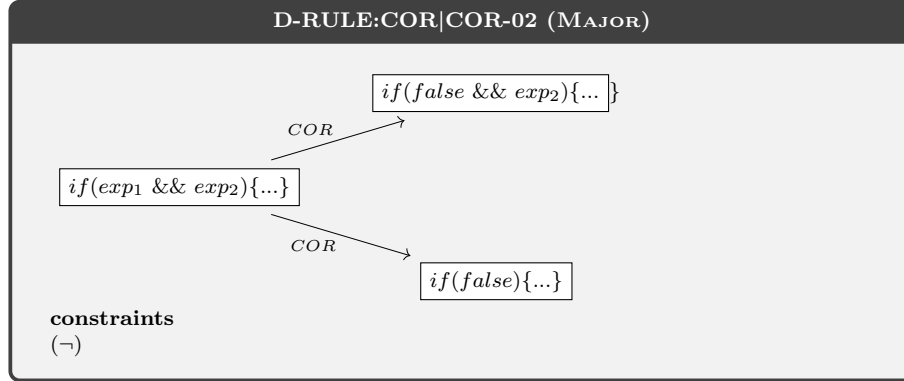 D-RULE:COR|COR-02 (Major)
if(false && exp₂){... }
COR
if(exp₁ && exp₂){...}
COR
if(false){...}
constraints
(¬)